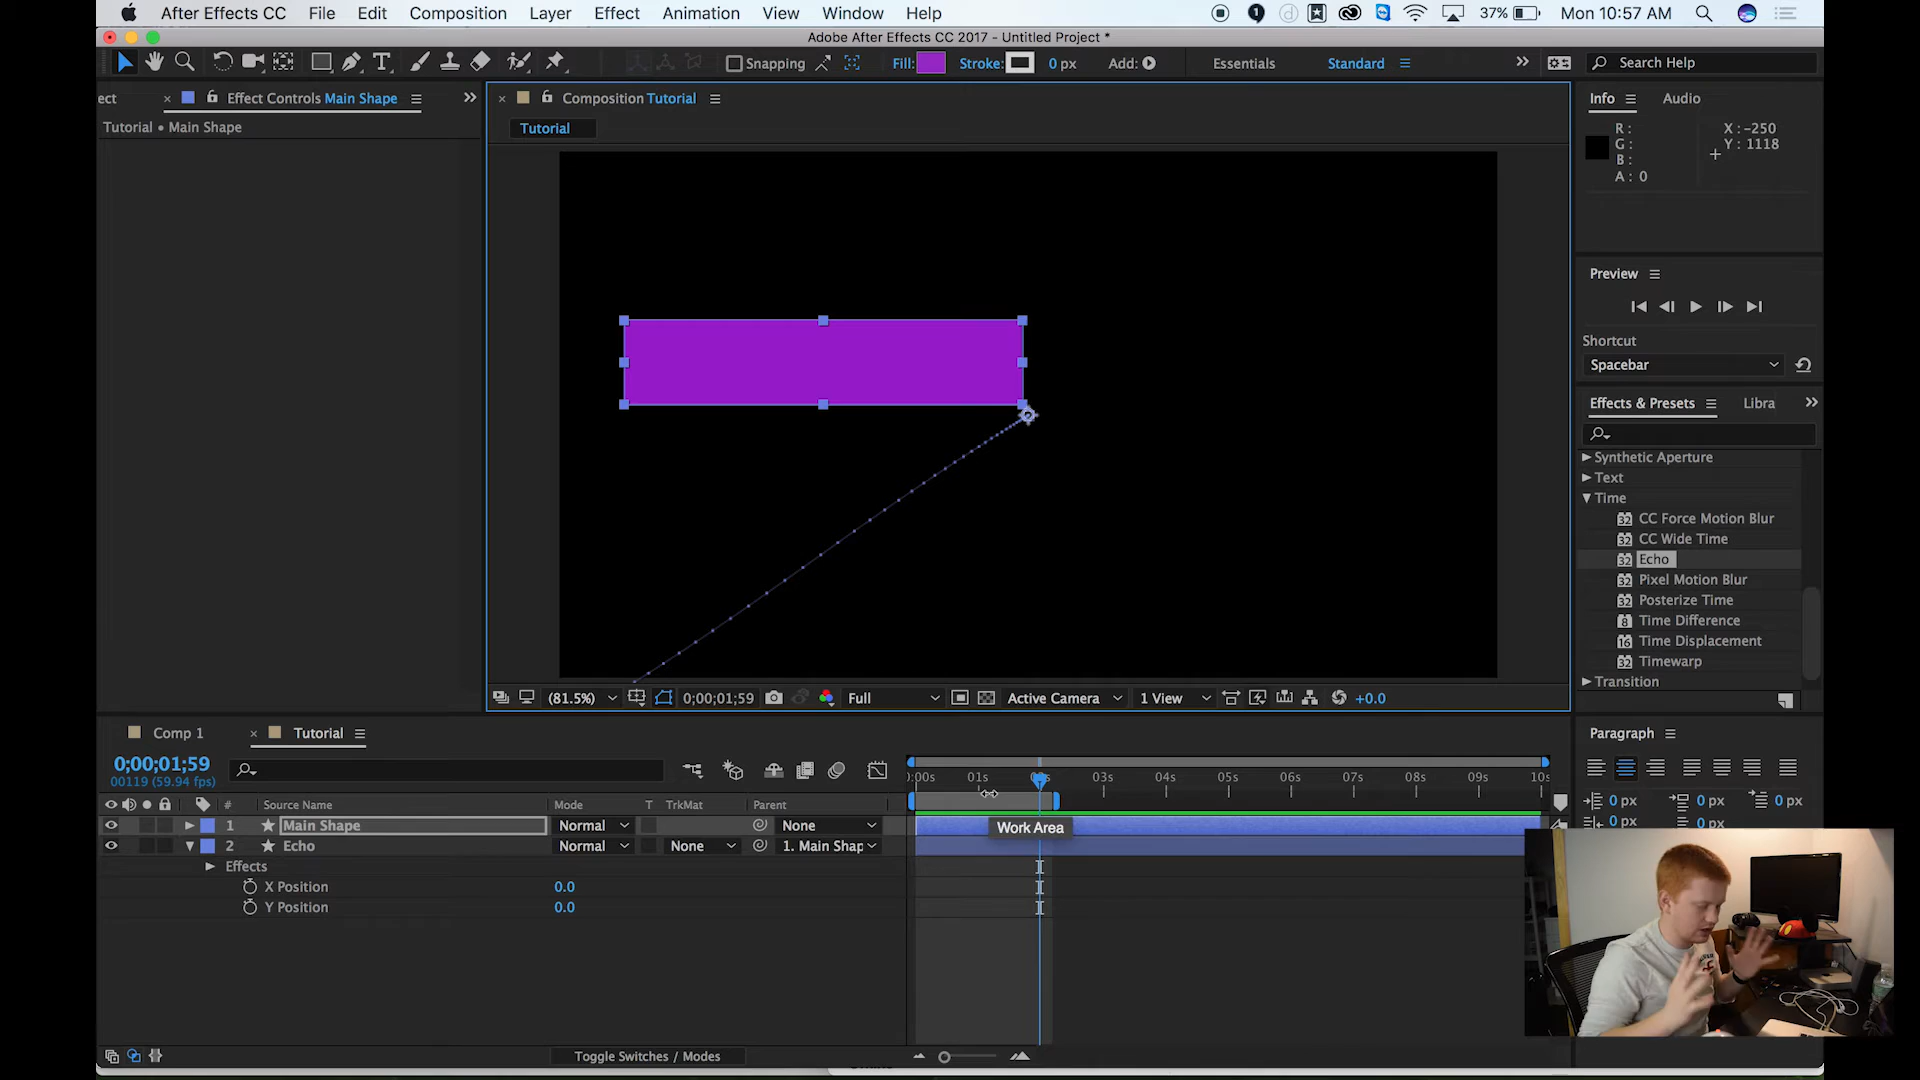 After Effects CC File Edit Composition Layer Effect Animation View Window Help 37% Mon 10:57 AM
Adobe After Effects CC 2017 - Untitled Project *
Snapping Fill: Stroke: 0 px Add: Essentials Standard Search Help
ect Effect Controls Main Shape
Tutorial • Main Shape
Composition Tutorial
Tutorial
Info Audio
R:
G:
B:
A: 0
X: -250
Y: 1118
Preview
Shortcut
Spacebar
Effects & Presets Libra
Synthetic Aperture
Text
Time
32 CC Force Motion Blur
32 CC Wide Time
32 Echo
32 Pixel Motion Blur
32 Posterize Time
8 Time Difference
16 Time Displacement
32 Timewarp
Transition
(81.5%) 0;00;01;59 Full Active Camera 1 View +0.0
Comp 1 Tutorial
0;00;01;59
00119 (59.94 fps)
:00s 01s 03s 04s 05s 06s 07s 08s 09s 10s
# Source Name Mode T TrkMat Parent
1 Main Shape Normal None
2 Echo Normal None 1. Main Shap
Work Area
Effects
X Position 0.0
Y Position 0.0
Toggle Switches / Modes
Paragraph
0 px 0 px 0 px
0 px 0 px